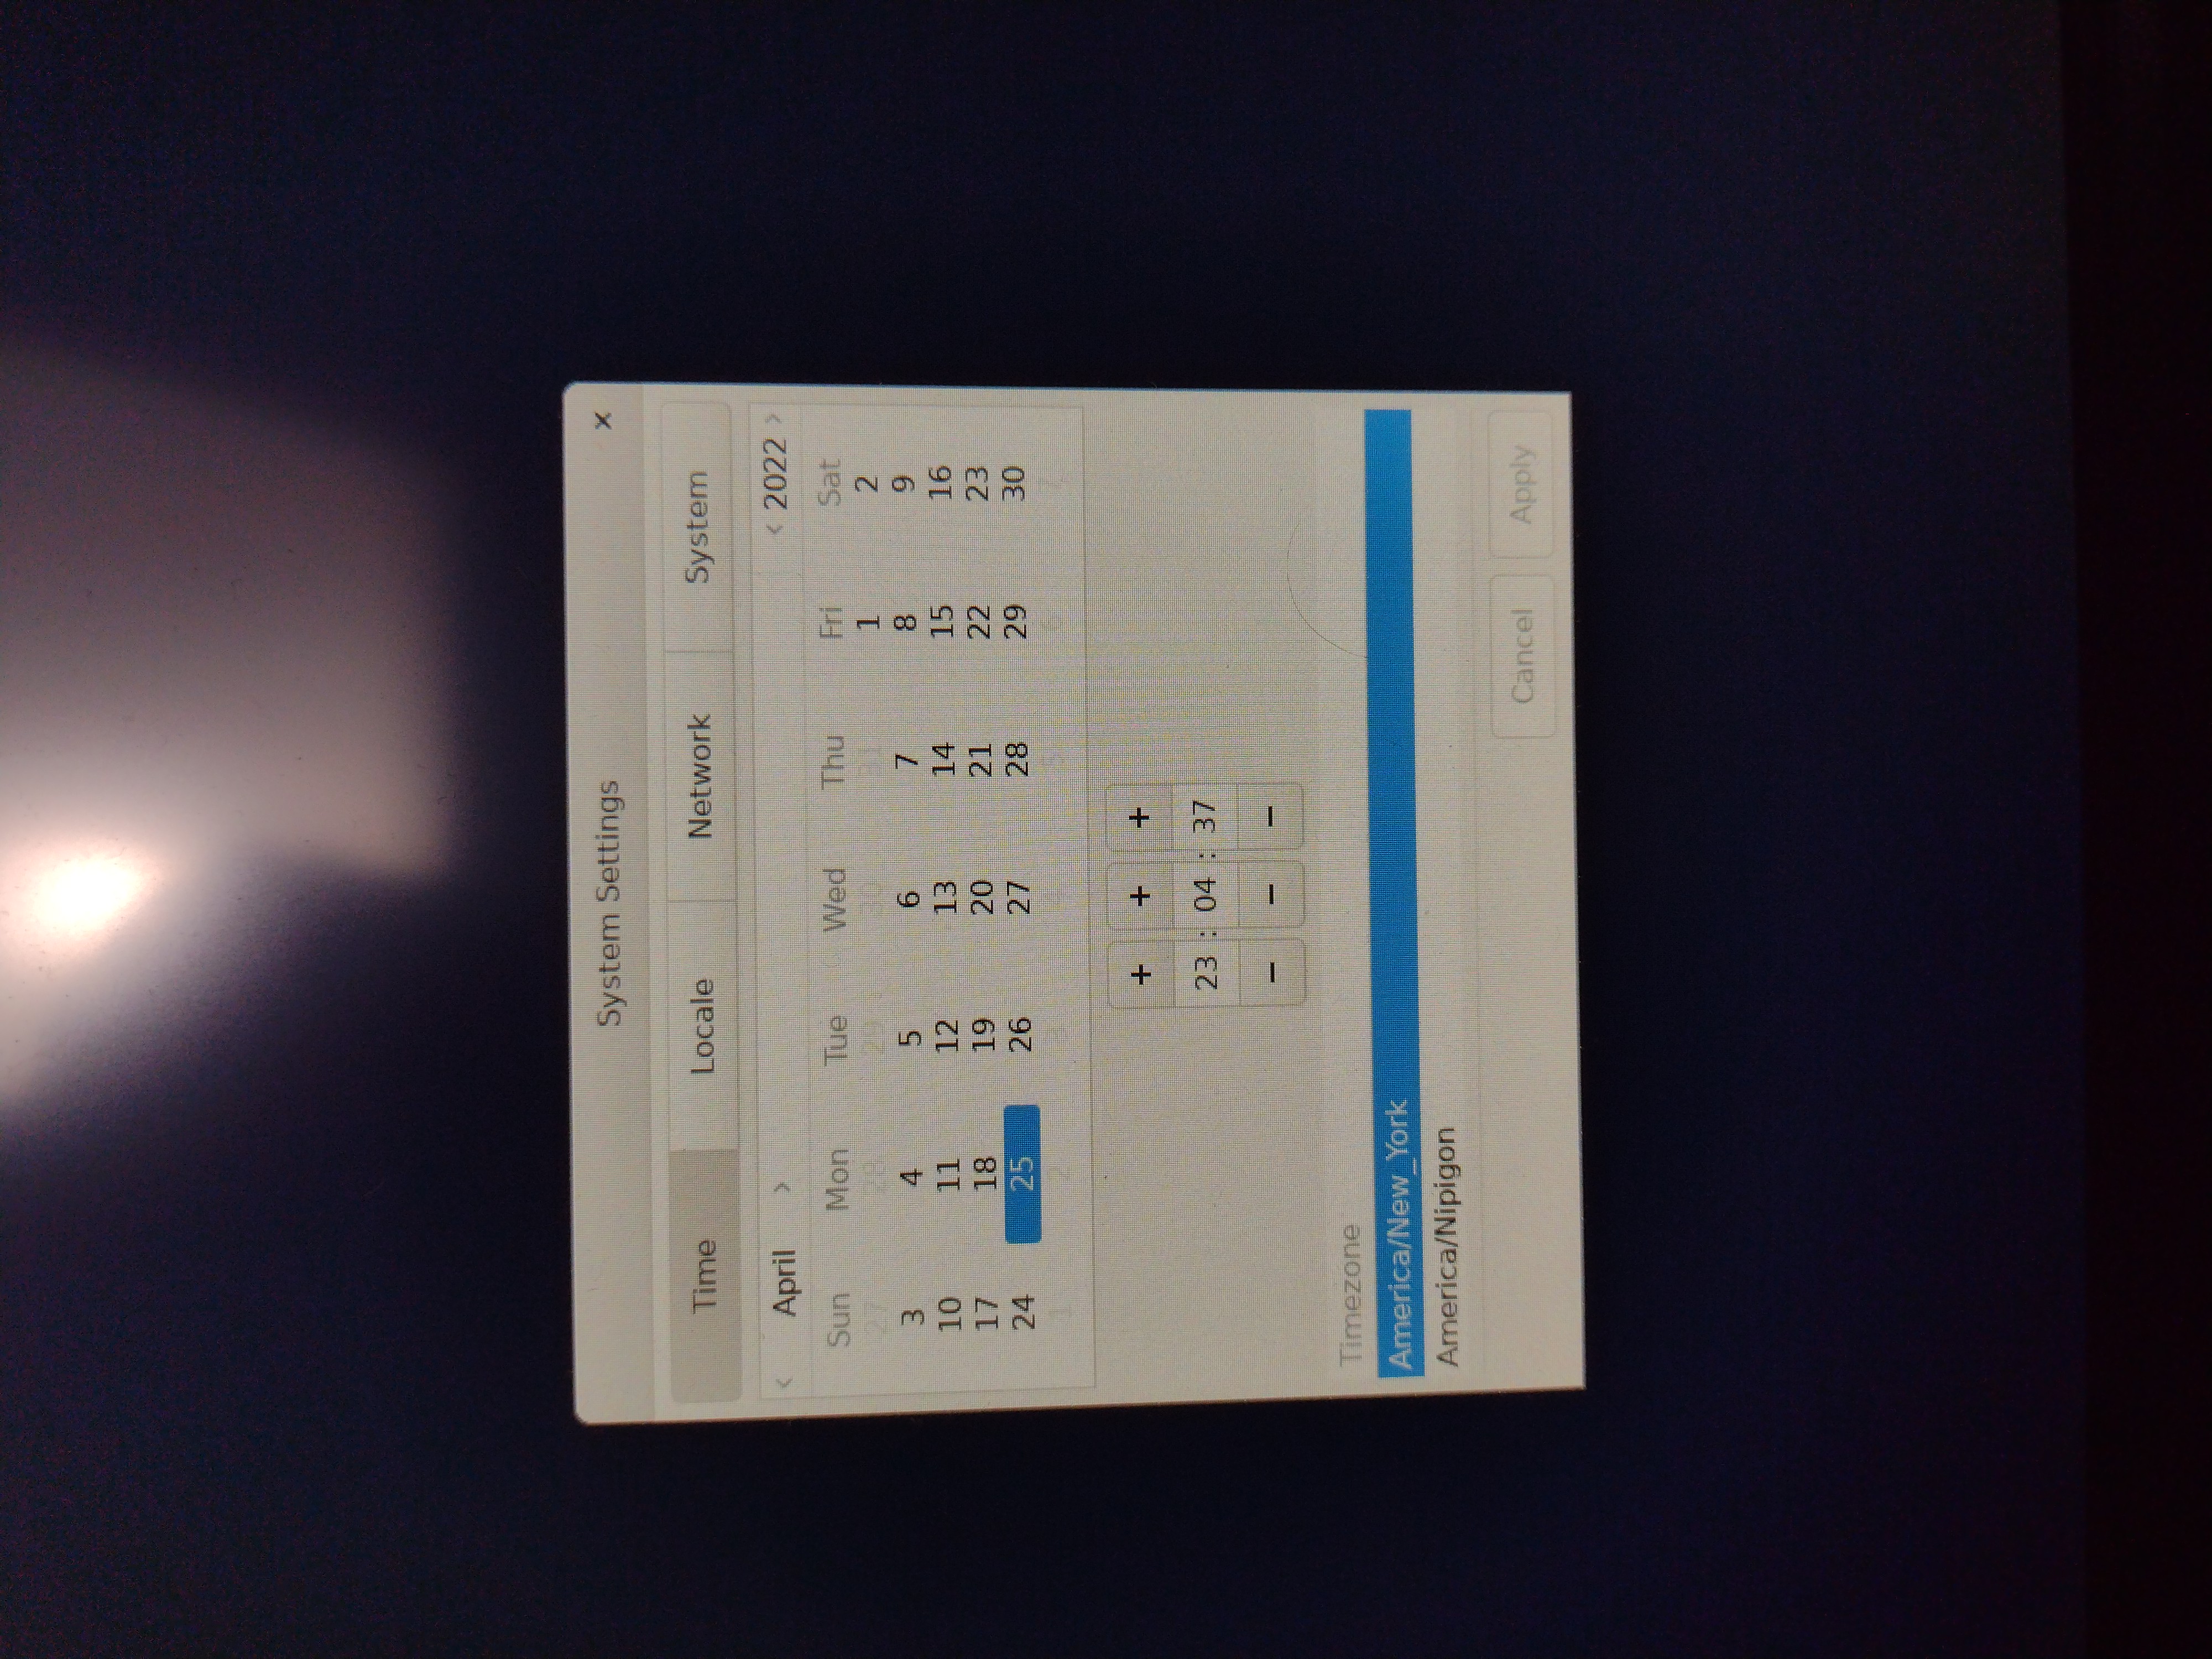 System Settings ×
Time Locale Network System
< April > < 2022 >
Sun Mon Tue Wed Thu Fri Sat
27 28 29 30 31 1 2
3 4 5 6 7 8 9
10 11 12 13 14 15 16
17 18 19 20 21 22 23
24 25 26 27 28 29 30
1 2 3 4 5 6 7
+ + +
23 : 04 : 37
− − −
Timezone
America/New_York
America/Nipigon
Cancel Apply